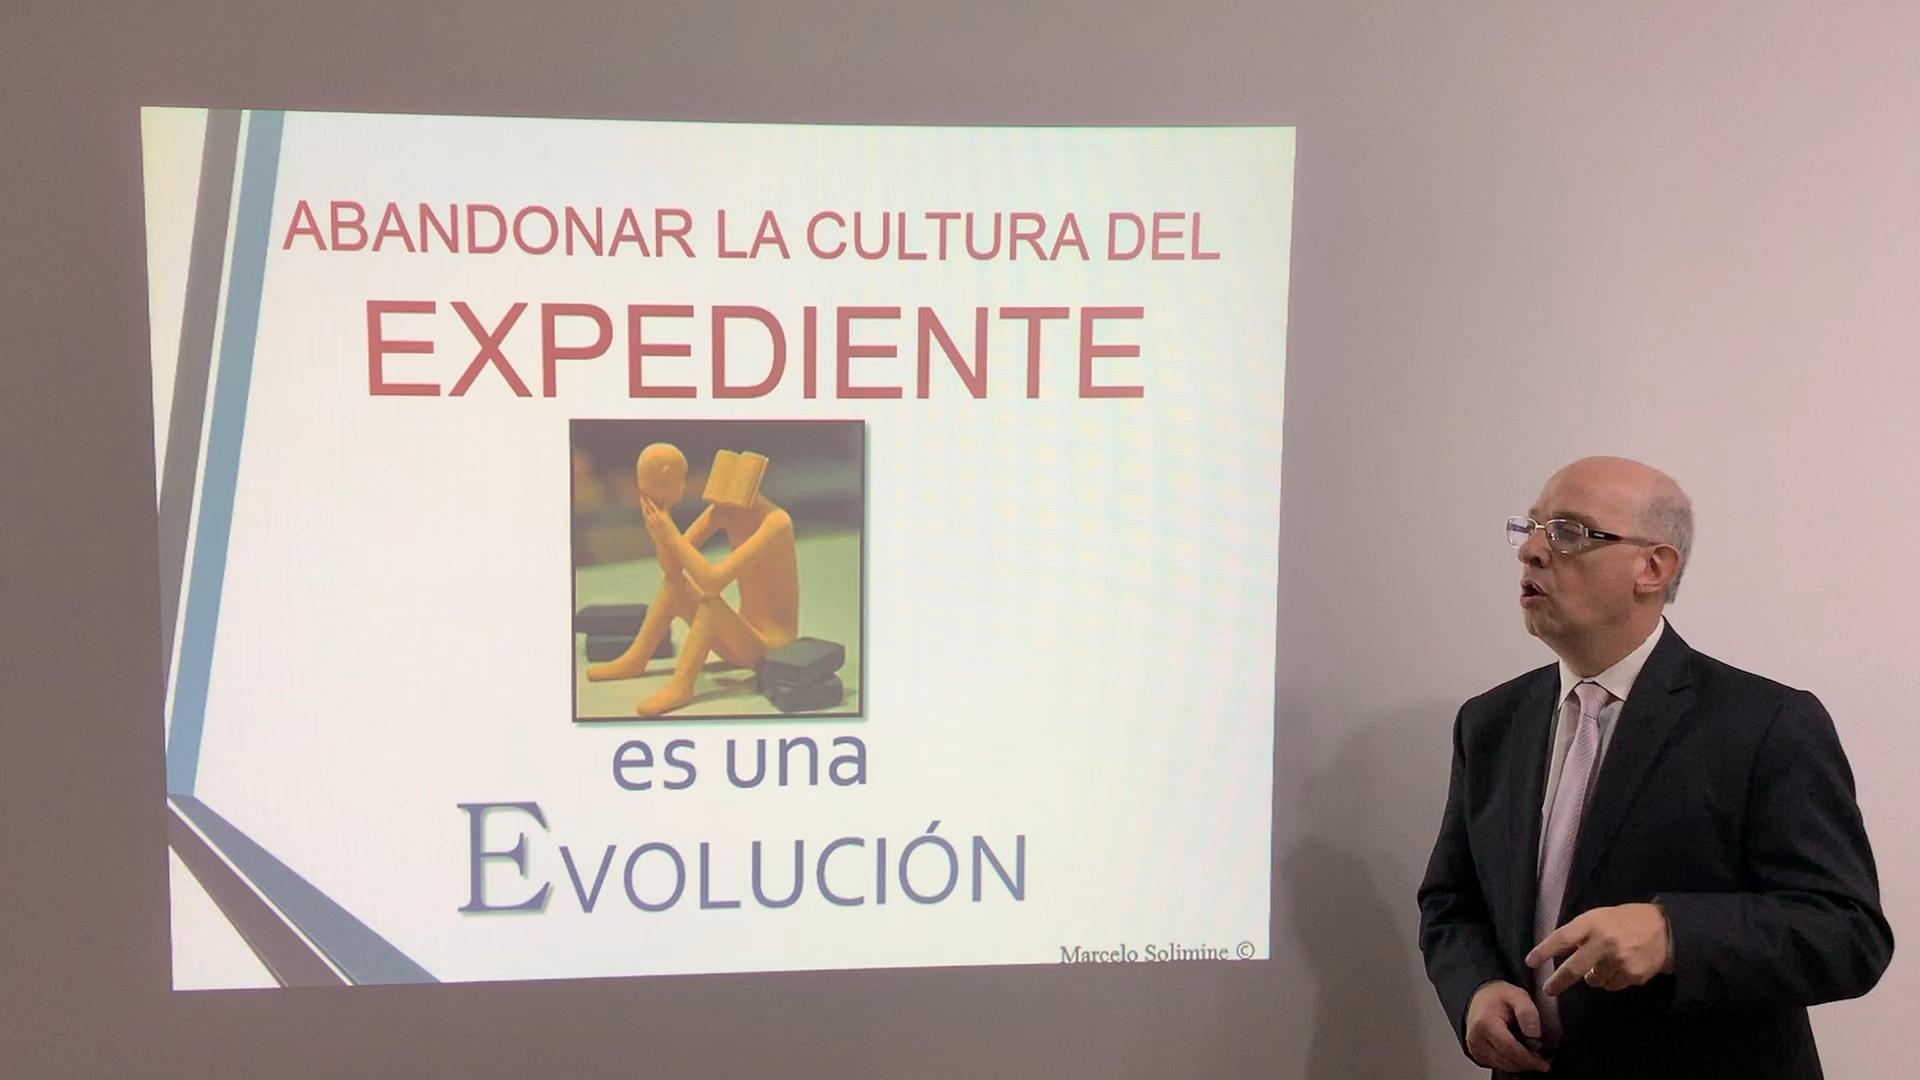 ABANDONAR LA CULTURA DEL
EXPEDIENTE
es una
EVOLUCIÓN
Marcelo Solimine ©